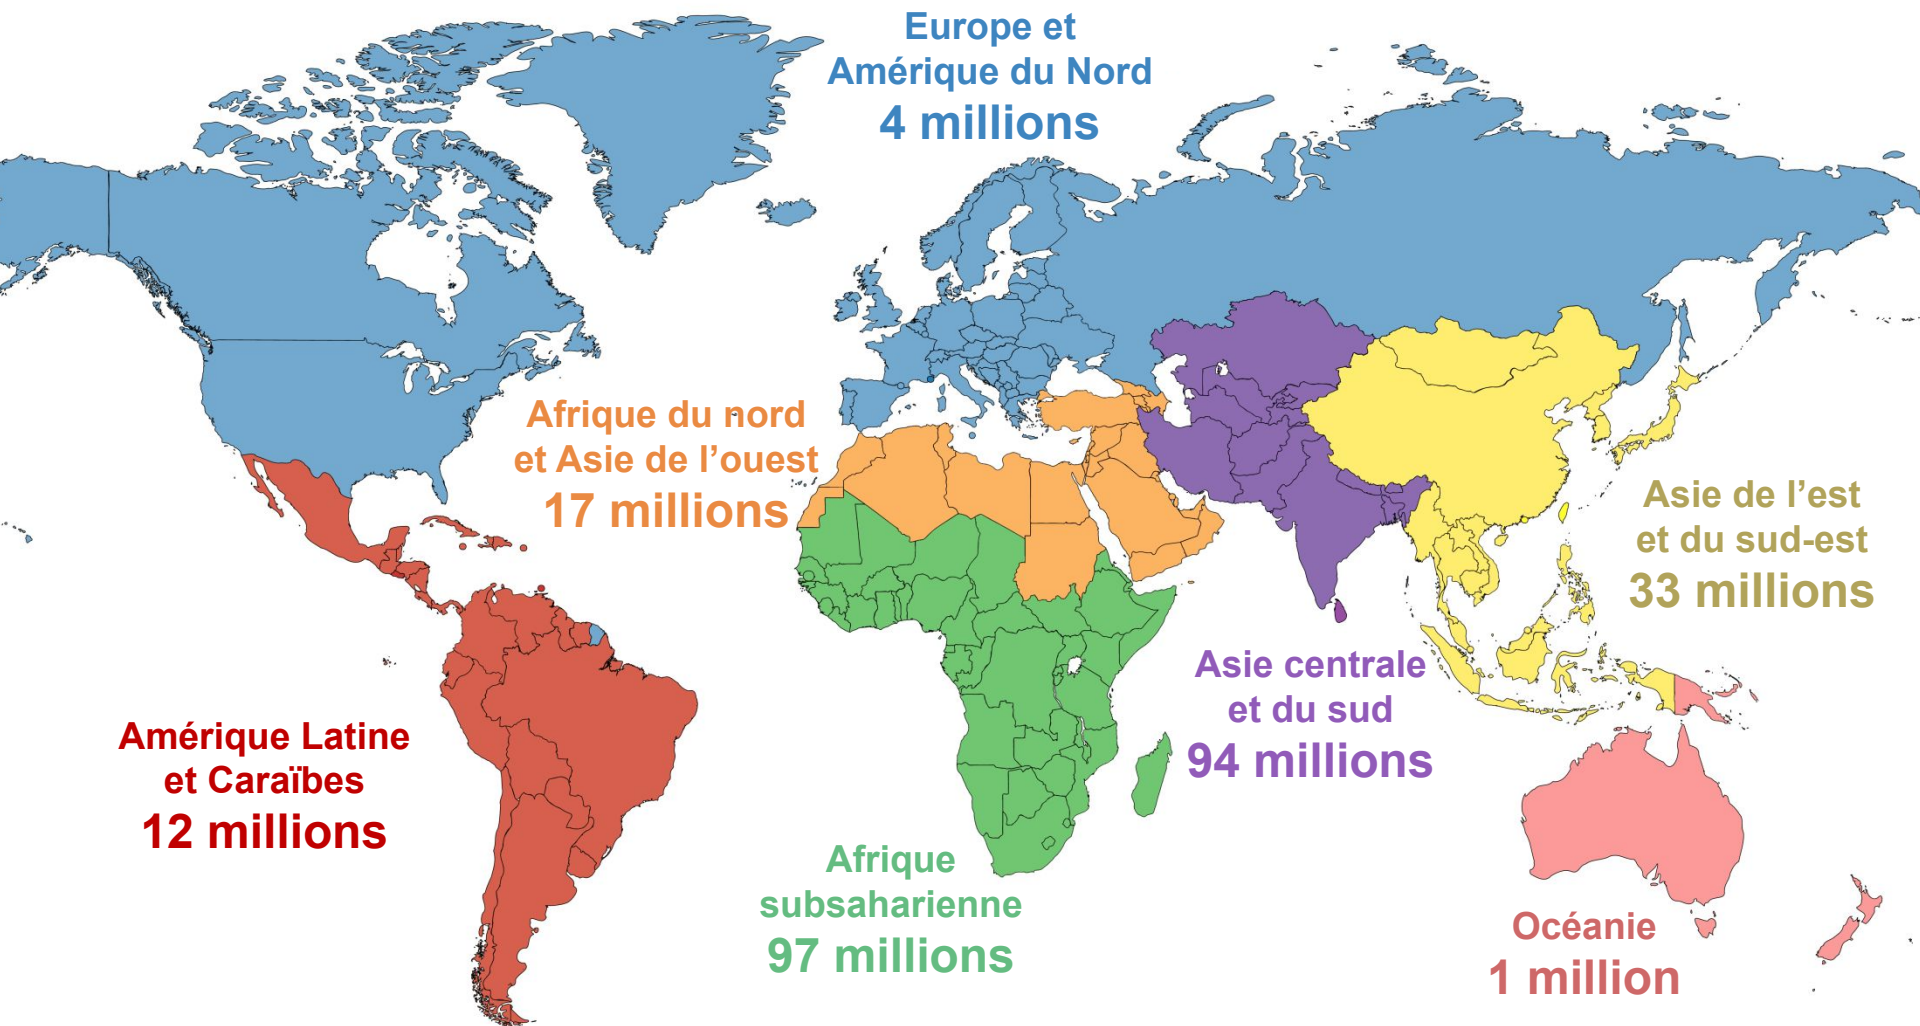 Europe et
Amérique du Nord
4 millions
Afrique du nord
et Asie de l’ouest
17 millions
Asie de l’est
et du sud-est
33 millions
Asie centrale
et du sud
94 millions
Amérique Latine
et Caraïbes
12 millions
Afrique
subsaharienne
97 millions
Océanie
1 million